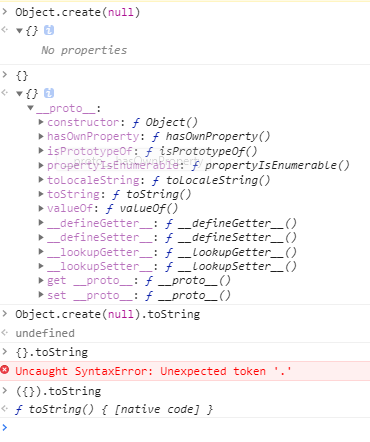 Object.create(null)
{} i
No properties
{}
{} i
__proto__:
constructor: ƒ Object()
hasOwnProperty: ƒ hasOwnProperty()
isPrototypeOf: ƒ isPrototypeOf()
propertyIsEnumerable: ƒ propertyIsEnumerable()
toLocaleString: ƒ toLocaleString()
toString: ƒ toString()
valueOf: ƒ valueOf()
__defineGetter__: ƒ __defineGetter__()
__defineSetter__: ƒ __defineSetter__()
__lookupGetter__: ƒ __lookupGetter__()
__lookupSetter__: ƒ __lookupSetter__()
get __proto__: ƒ __proto__()
set __proto__: ƒ __proto__()
Object.create(null).toString
undefined
{}.toString
Uncaught SyntaxError: Unexpected token '.'
({}).toString
ƒ toString() { [native code] }